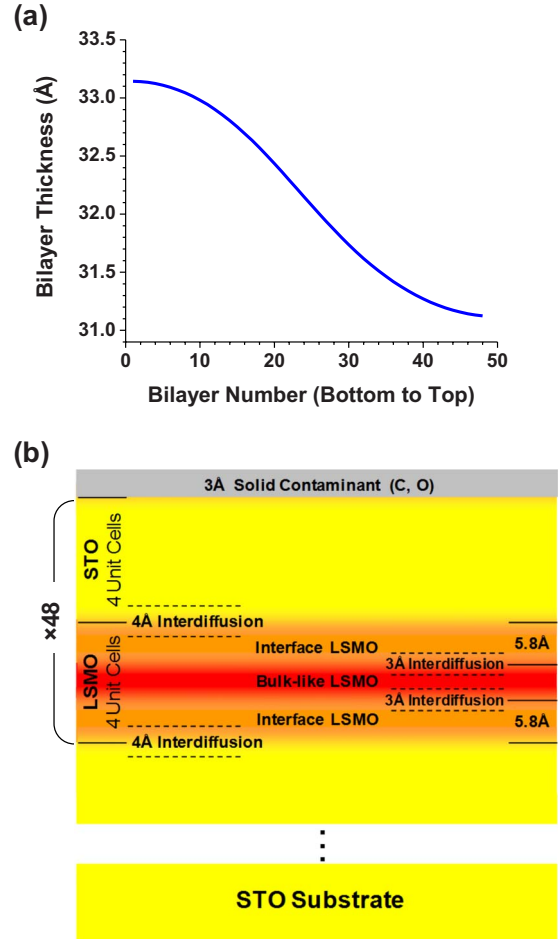 (a)
33.5
33.0
32.5
32.0
31.5
31.0
Bilayer Thickness (Å)
0 10 20 30 40 50
Bilayer Number (Bottom to Top)
(b)
3Å Solid Contaminant (C, O)
STO
4 Unit Cells
×48
4Å Interdiffusion
Interface LSMO
5.8Å
3Å Interdiffusion
LSMO
4 Unit Cells
Bulk-like LSMO
3Å Interdiffusion
Interface LSMO
5.8Å
4Å Interdiffusion
STO Substrate